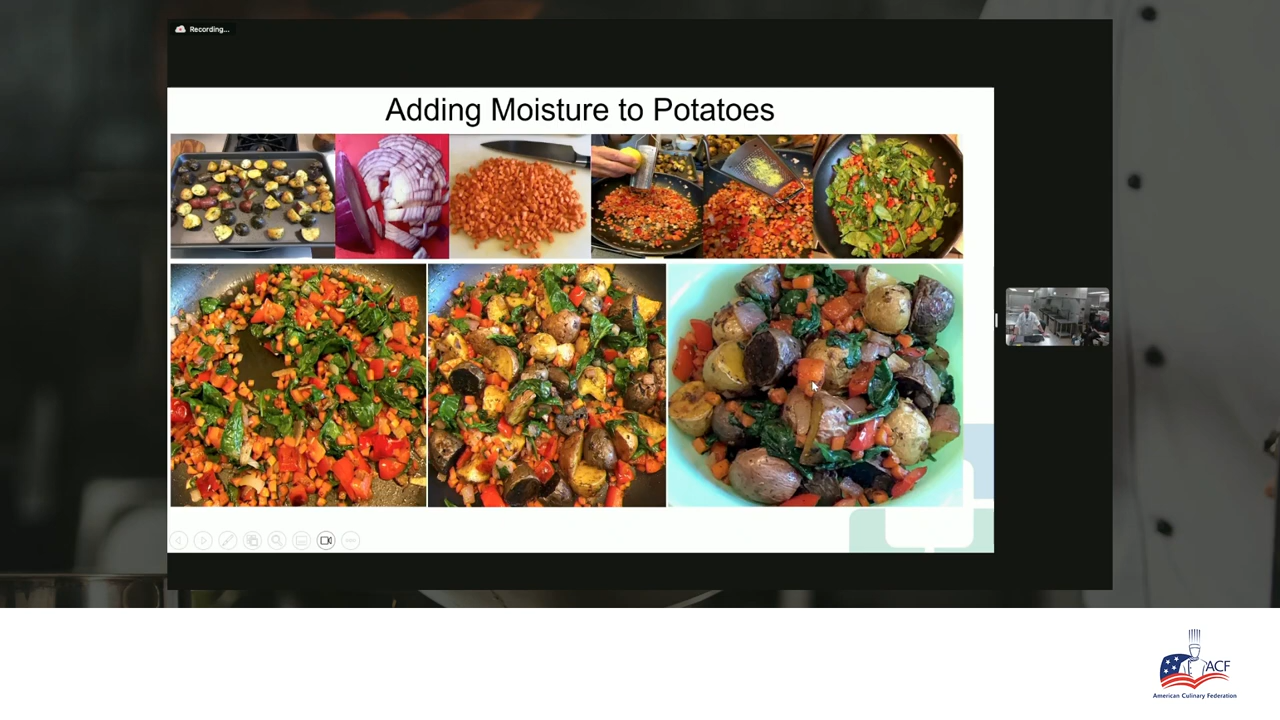 Recording...
Adding Moisture to Potatoes
ACF
American Culinary Federation